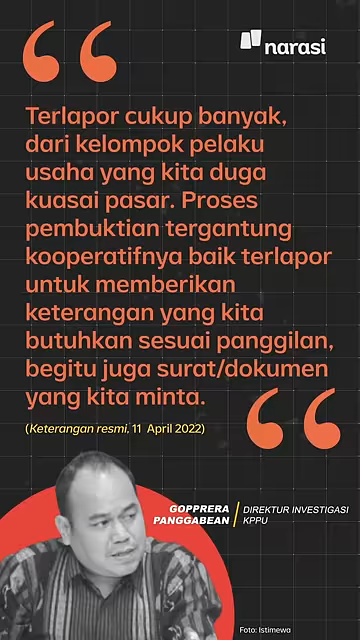 narasi
Terlapor cukup banyak,
dari kelompok pelaku
usaha yang kita duga
kuasai pasar. Proses
pembuktian tergantung
kooperatifnya baik terlapor
untuk memberikan
keterangan yang kita
butuhkan sesuai panggilan,
begitu juga surat/dokumen
yang kita minta.
(Keterangan resmi, 11 April 2022)
GOPPRERA
PANGGABEAN
DIREKTUR INVESTIGASI
KPPU
Foto: Istimewa